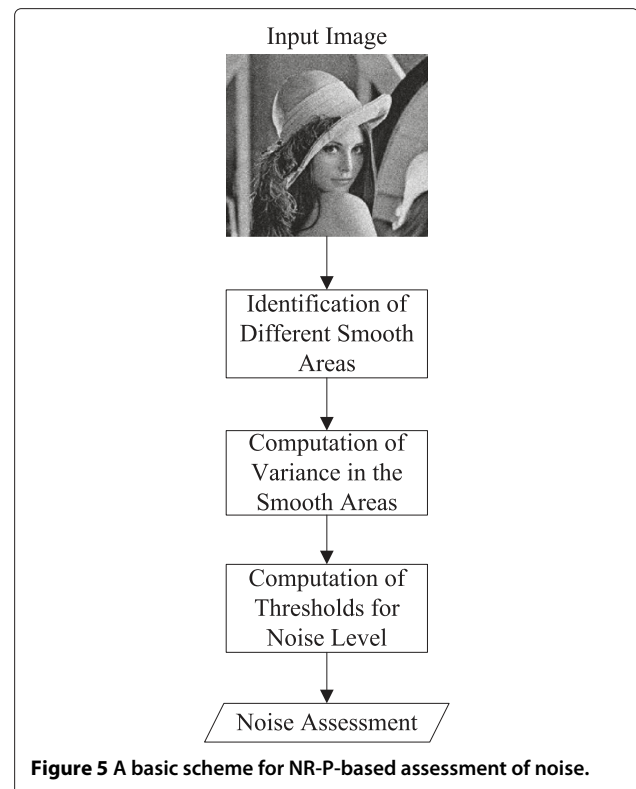 Input Image
Identification of
Different Smooth
Areas
Computation of
Variance in the
Smooth Areas
Computation of
Thresholds for
Noise Level
Noise Assessment
Figure 5 A basic scheme for NR-P-based assessment of noise.